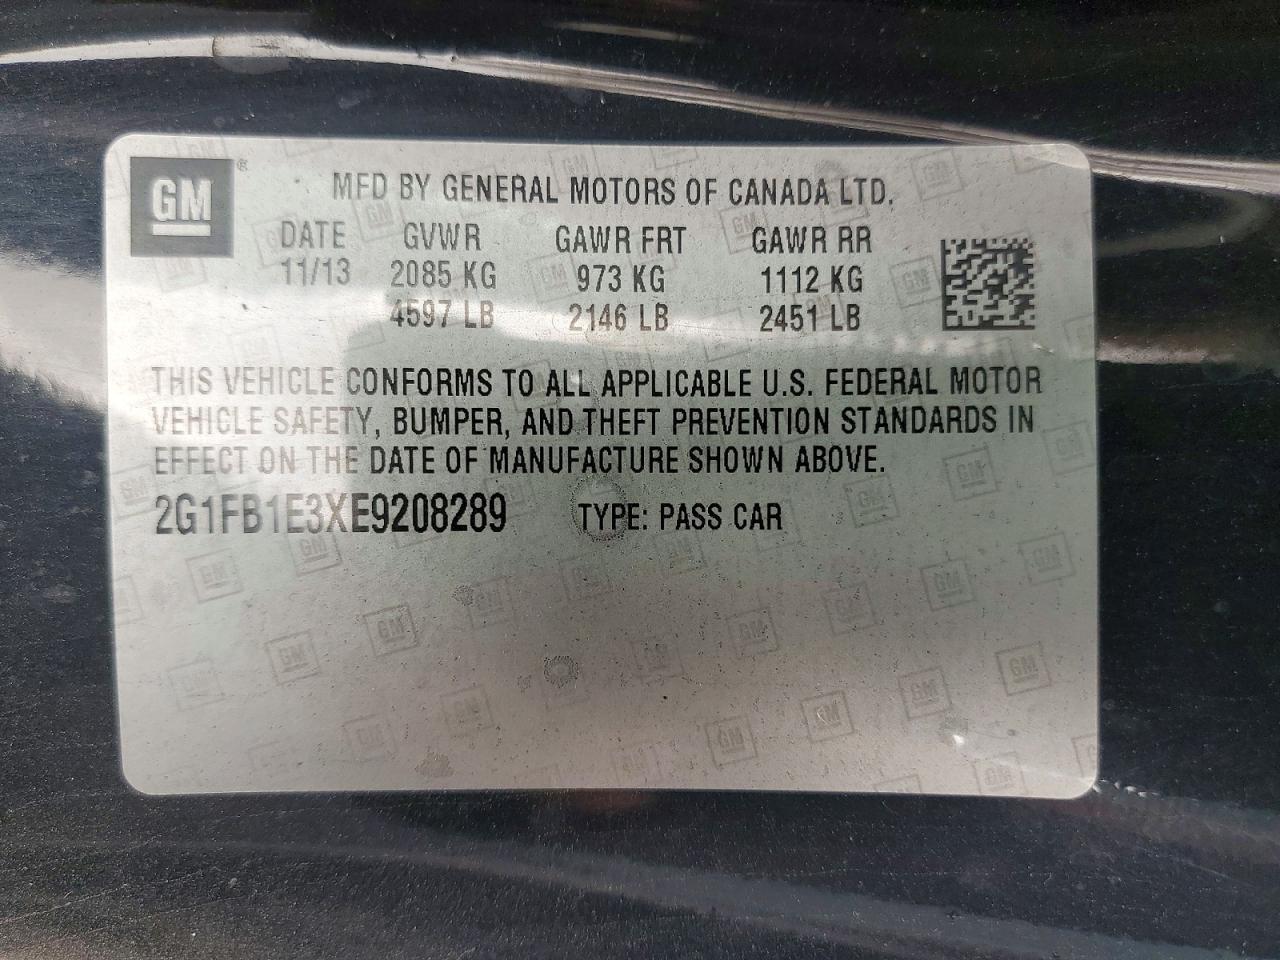 GM ®
MFD BY GENERAL MOTORS OF CANADA LTD.
DATE GVWR GAWR FRT GAWR RR
11/13 2085 KG 973 KG 1112 KG
4597 LB 2146 LB 2451 LB
THIS VEHICLE CONFORMS TO ALL APPLICABLE U.S. FEDERAL MOTOR
VEHICLE SAFETY, BUMPER, AND THEFT PREVENTION STANDARDS IN
EFFECT ON THE DATE OF MANUFACTURE SHOWN ABOVE.
2G1FB1E3XE9208289 TYPE: PASS CAR